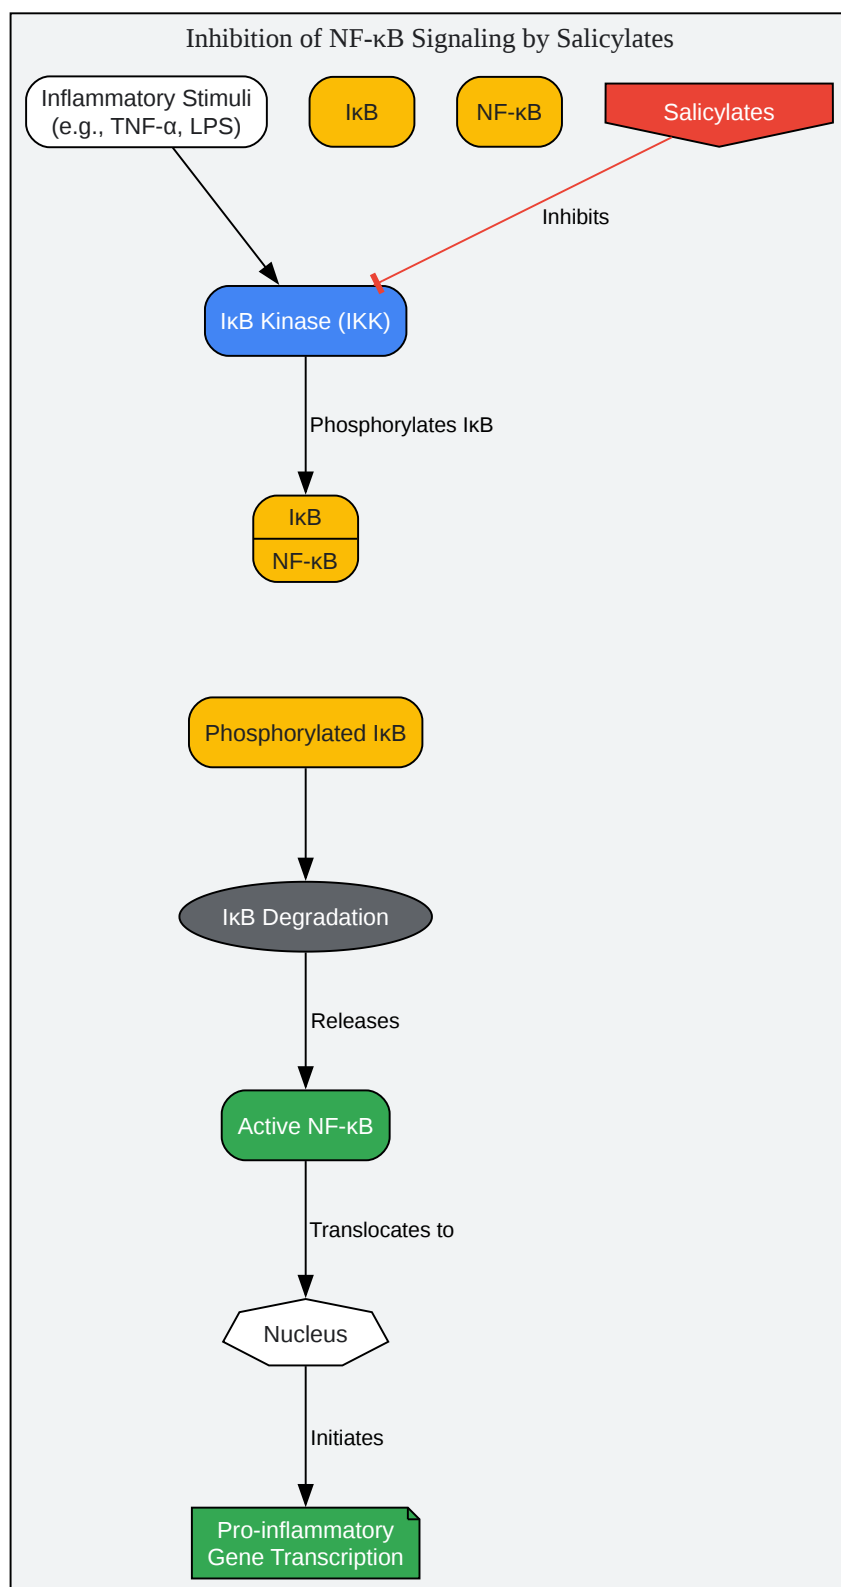 Inhibition of NF-κB Signaling by Salicylates
Inflammatory Stimuli
(e.g., TNF-α, LPS)
IκB
NF-κB
Salicylates
Inhibits
IκB Kinase (IKK)
Phosphorylates IκB
IκB
NF-κB
Phosphorylated IκB
IκB Degradation
Releases
Active NF-κB
Translocates to
Nucleus
Initiates
Pro-inflammatory
Gene Transcription